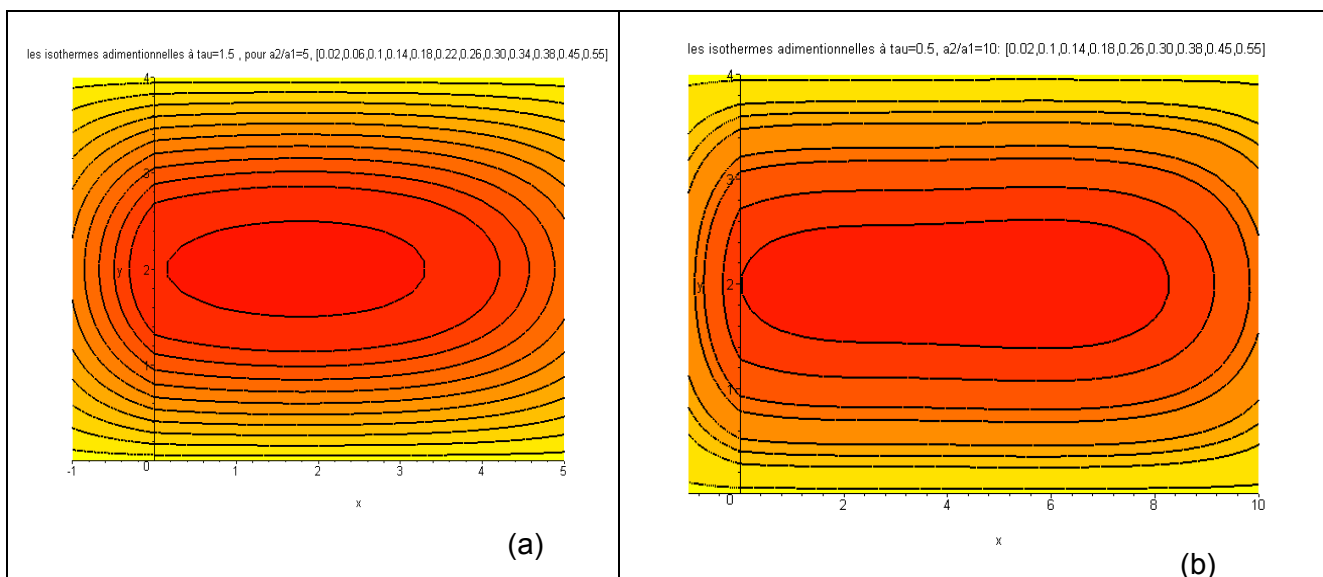 les isothermes adimentionnelles à tau=1.5 , pour a2/a1=5, [0.02,0.06,0.1,0.14,0.18,0.22,0.26,0.30,0.34,0.38,0.45,0.55]
4
3
y 2
1
-1 0 1 2 3 4 5
x
(a)
les isothermes adimentionnelles à tau=0.5, a2/a1=10: [0.02,0.1,0.14,0.18,0.26,0.30,0.38,0.45,0.55]
4
3
y 2
1
0 2 4 6 8 10
x
(b)